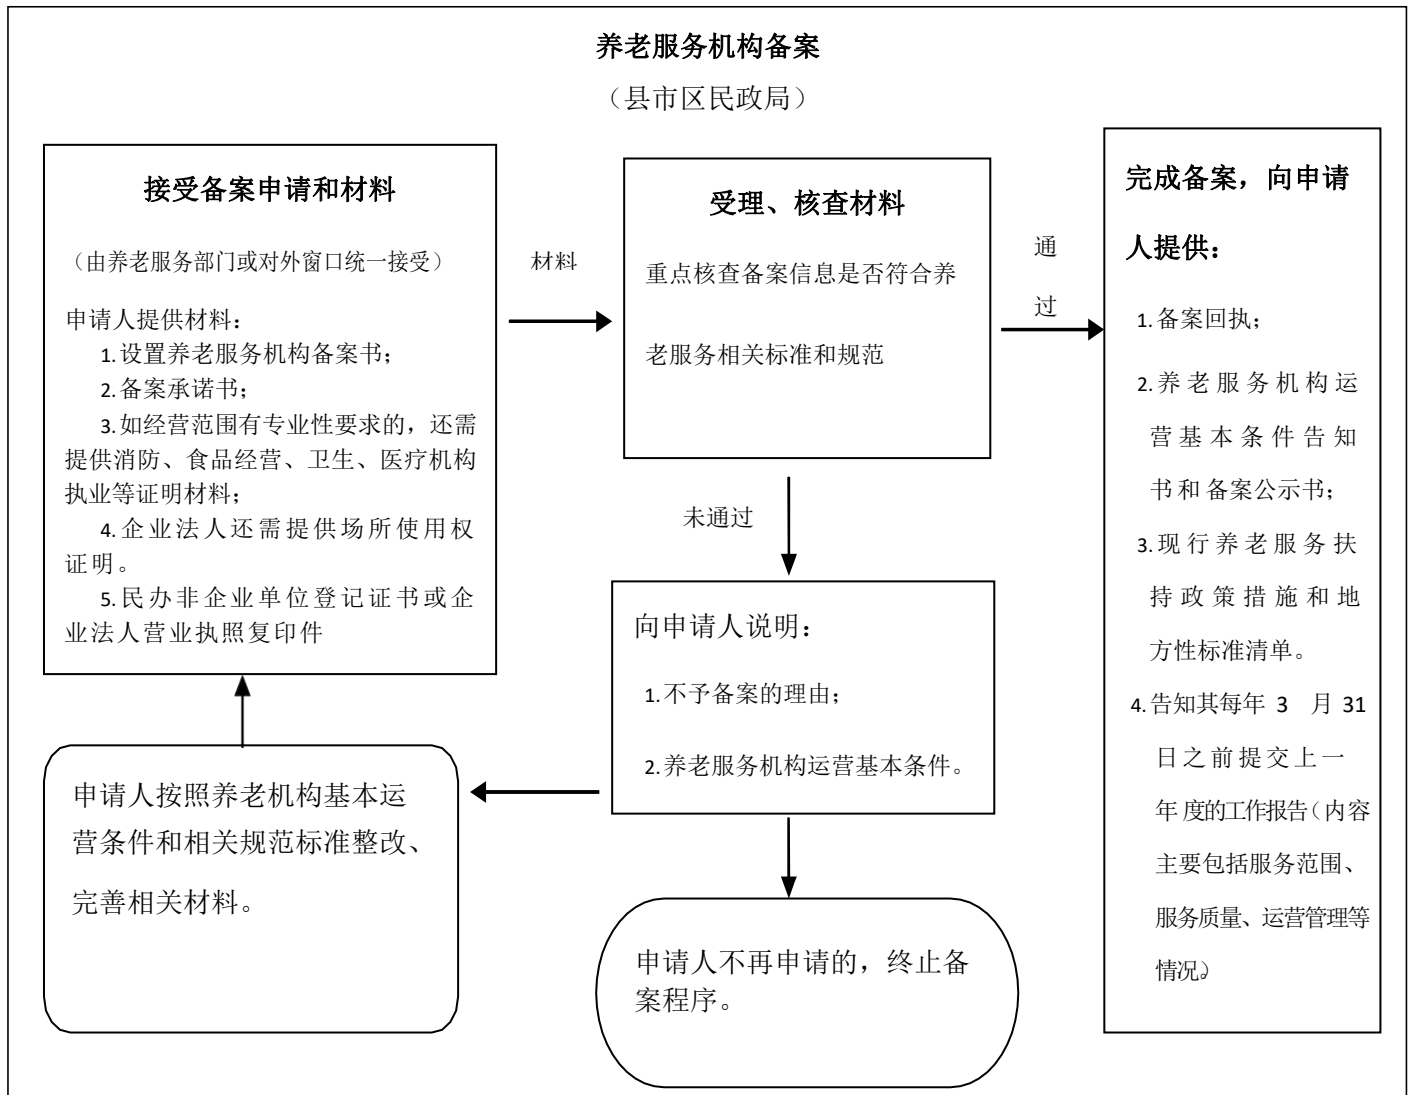 养老服务机构备案
（县市区民政局）
接受备案申请和材料
（由养老服务部门或对外窗口统一接受）
申请人提供材料：
1.设置养老服务机构备案书；
2.备案承诺书；
3.如经营范围有专业性要求的，还需
提供消防、食品经营、卫生、医疗机构
执业等证明材料；
4.企业法人还需提供场所使用权
证明。
5.民办非企业单位登记证书或企
业法人营业执照复印件
材料
受理、核查材料
重点核查备案信息是否符合养
老服务相关标准和规范
通
过
完成备案，向申请
人提供：
1.备案回执；
2.养老服务机构运
营基本条件告知
书和备案公示书；
3.现行养老服务扶
持政策措施和地
方性标准清单。
4.告知其每年 3 月 31
日之前提交上一
年度的工作报告（内容
主要包括服务范围、
服务质量、运营管理等
情况）
未通过
向申请人说明：
1.不予备案的理由；
2.养老服务机构运营基本条件。
申请人按照养老机构基本运
营条件和相关规范标准整改、
完善相关材料。
申请人不再申请的，终止备
案程序。